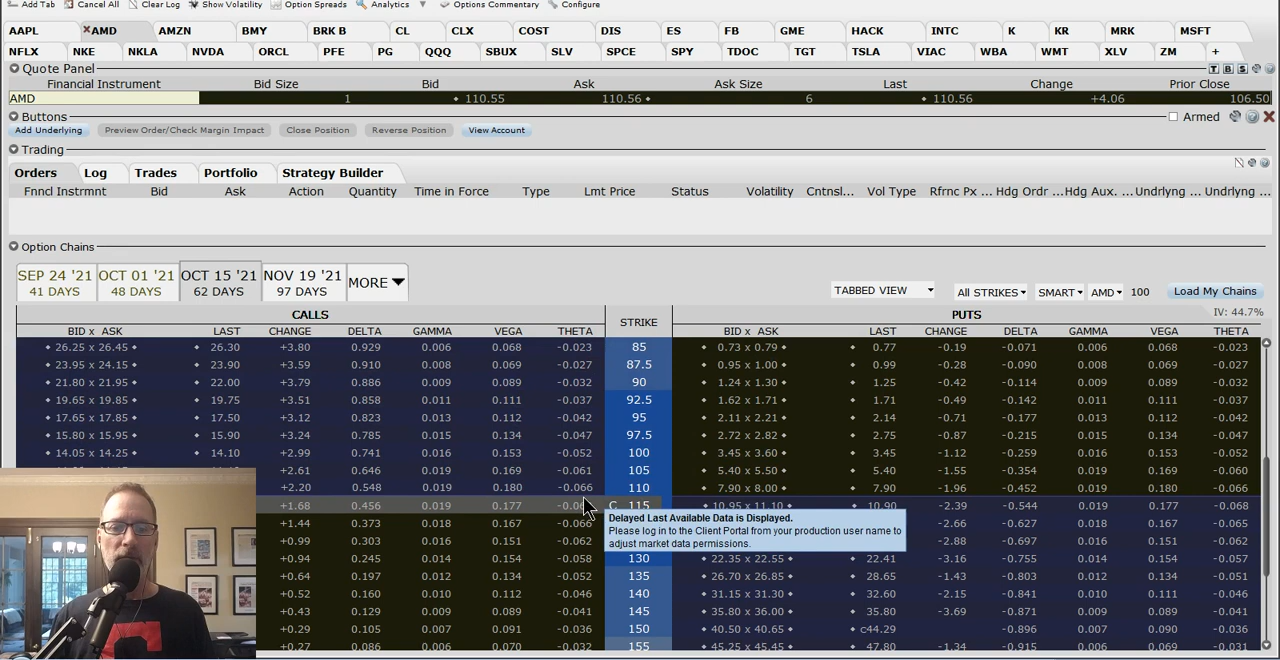 Add Tab Cancel All Clear Log Show Volatility Option Spreads Analytics ▼ Options Commentary Configure
AAPL AMD AMZN BMY BRK B CL CLX COST DIS ES FB GME HACK INTC K KR MRK MSFT
NFLX NKE NKLA NVDA ORCL PFE PG QQQ SBUX SLV SPCE SPY TDOC TGT TSLA VIAC WBA WMT XLV ZM +
Quote Panel T B S
Financial Instrument Bid Size Bid Ask Ask Size Last Change Prior Close
AMD 1 110.55 110.56 6 110.56 +4.06 106.50
Buttons Armed
Add Underlying Preview Order/Check Margin Impact Close Position Reverse Position View Account
Trading
Orders Log Trades Portfolio Strategy Builder
Fnncl Instrmnt Bid Ask Action Quantity Time in Force Type Lmt Price Status Volatility Cntnsl... Vol Type Rfrnc Px ... Hdg Ordr ... Hdg Aux. ... Undrlyng ... Undrlyng ...
Option Chains
SEP 24 '21 OCT 01 '21 OCT 15 '21 NOV 19 '21 MORE ▼
41 DAYS 48 DAYS 62 DAYS 97 DAYS
TABBED VIEW All STRIKES SMART AMD 100 Load My Chains
CALLS STRIKE PUTS IV: 44.7%
BID x ASK LAST CHANGE DELTA GAMMA VEGA THETA BID x ASK LAST CHANGE DELTA GAMMA VEGA THETA
26.25 x 26.45 26.30 +3.80 0.929 0.006 0.068 -0.023 85 0.73 x 0.79 0.77 -0.19 -0.071 0.006 0.068 -0.023
23.95 x 24.15 23.90 +3.59 0.910 0.008 0.069 -0.027 87.5 0.95 x 1.00 0.99 -0.28 -0.090 0.008 0.069 -0.027
21.80 x 21.95 22.00 +3.79 0.886 0.009 0.089 -0.032 90 1.24 x 1.30 1.25 -0.42 -0.114 0.009 0.089 -0.032
19.65 x 19.85 19.75 +3.51 0.858 0.011 0.111 -0.037 92.5 1.62 x 1.71 1.71 -0.49 -0.142 0.011 0.111 -0.037
17.65 x 17.85 17.50 +3.12 0.823 0.013 0.112 -0.042 95 2.11 x 2.21 2.14 -0.71 -0.177 0.013 0.112 -0.042
15.80 x 15.95 15.90 +3.24 0.785 0.015 0.134 -0.047 97.5 2.72 x 2.82 2.75 -0.87 -0.215 0.015 0.134 -0.047
14.05 x 14.25 14.10 +2.99 0.741 0.016 0.153 -0.052 100 3.45 x 3.60 3.45 -1.12 -0.259 0.016 0.153 -0.052
+2.61 0.646 0.019 0.169 -0.061 105 5.40 x 5.50 5.40 -1.55 -0.354 0.019 0.169 -0.060
+2.20 0.548 0.019 0.180 -0.066 110 7.90 x 8.00 7.90 -1.96 -0.452 0.019 0.180 -0.066
+1.68 0.456 0.019 0.177 C 115 10.95 x 11.10 10.90 -2.39 -0.544 0.019 0.177 -0.068
+1.44 0.373 0.018 0.167 -0.066 -2.66 -0.627 0.018 0.167 -0.065
+0.99 0.303 0.016 0.151 -0.062 -2.88 -0.697 0.016 0.151 -0.062
Delayed Last Available Data is Displayed.
Please log in to the Client Portal from your production user name to
adjust market data permissions.
+0.94 0.245 0.014 0.154 -0.058 130 22.35 x 22.55 22.41 -3.16 -0.755 0.014 0.154 -0.057
+0.64 0.197 0.012 0.134 -0.052 135 26.70 x 26.85 28.65 -1.43 -0.803 0.012 0.134 -0.051
+0.52 0.160 0.010 0.112 -0.046 140 31.15 x 31.30 32.60 -2.15 -0.841 0.010 0.112 -0.046
+0.43 0.129 0.009 0.089 -0.041 145 35.80 x 36.00 35.80 -3.69 -0.871 0.009 0.089 -0.041
+0.29 0.105 0.007 0.091 -0.036 150 40.50 x 40.65 c44.29 -0.896 0.007 0.090 -0.036
+0.27 0.086 0.006 0.070 -0.032 155 45.25 x 45.45 47.80 -1.34 -0.915 0.006 0.069 -0.031